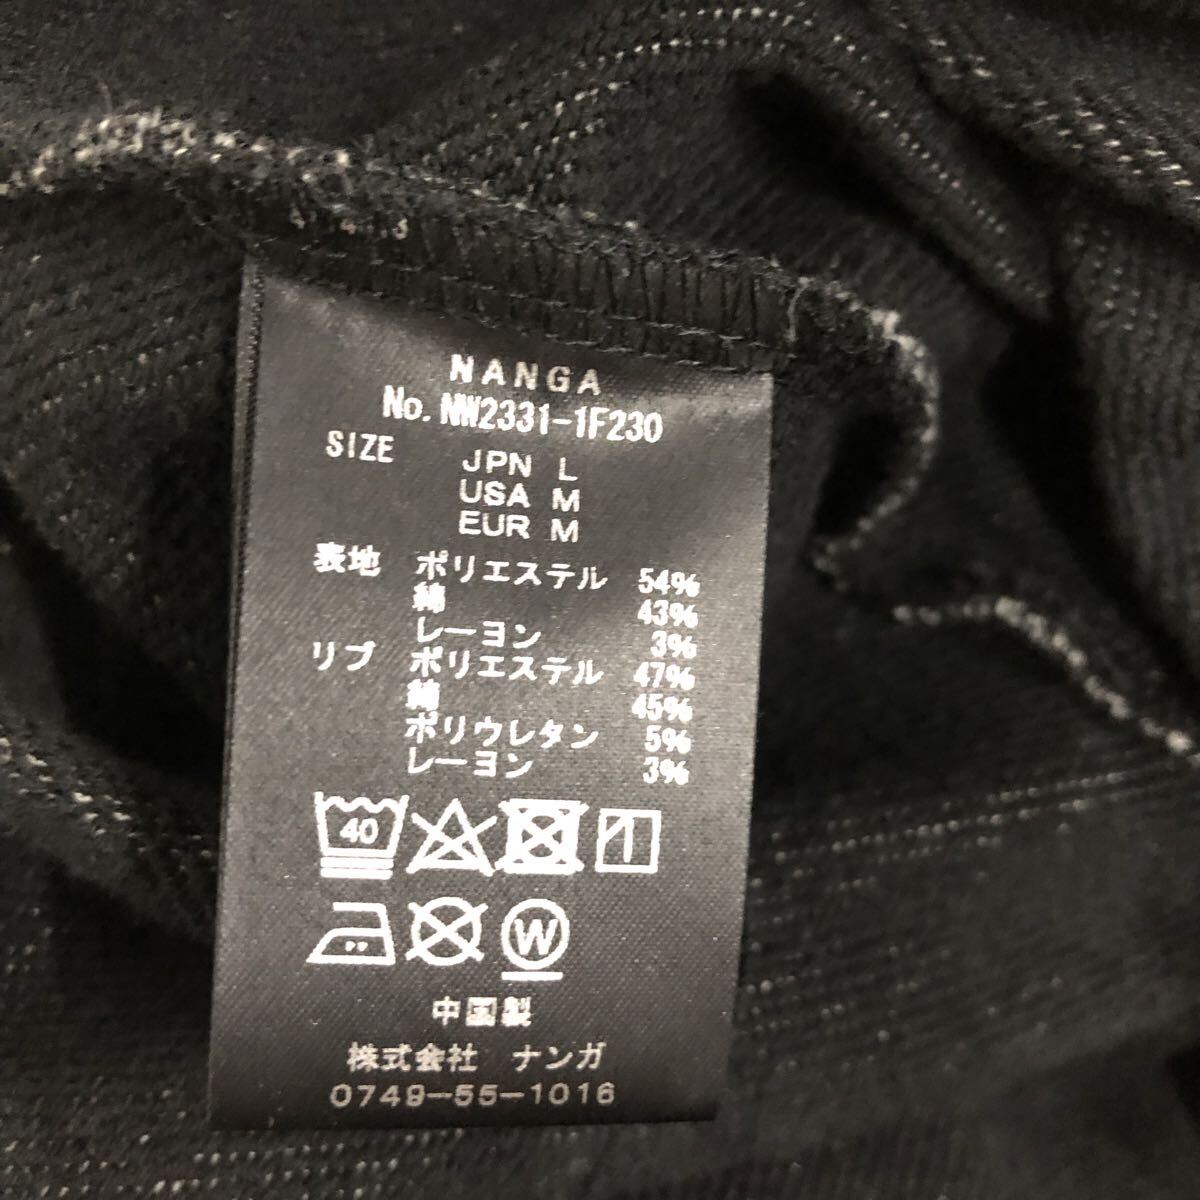 NANGA
No. NW2331-1F230
SIZE JPN L
USA M
EUR M
表地 ポリエステル 54%
綿 43%
レーヨン 3%
リブ ポリエステル 47%
綿 45%
ポリウレタン 5%
レーヨン 3%
40
W
中国製
株式会社 ナンガ
0749-55-1016